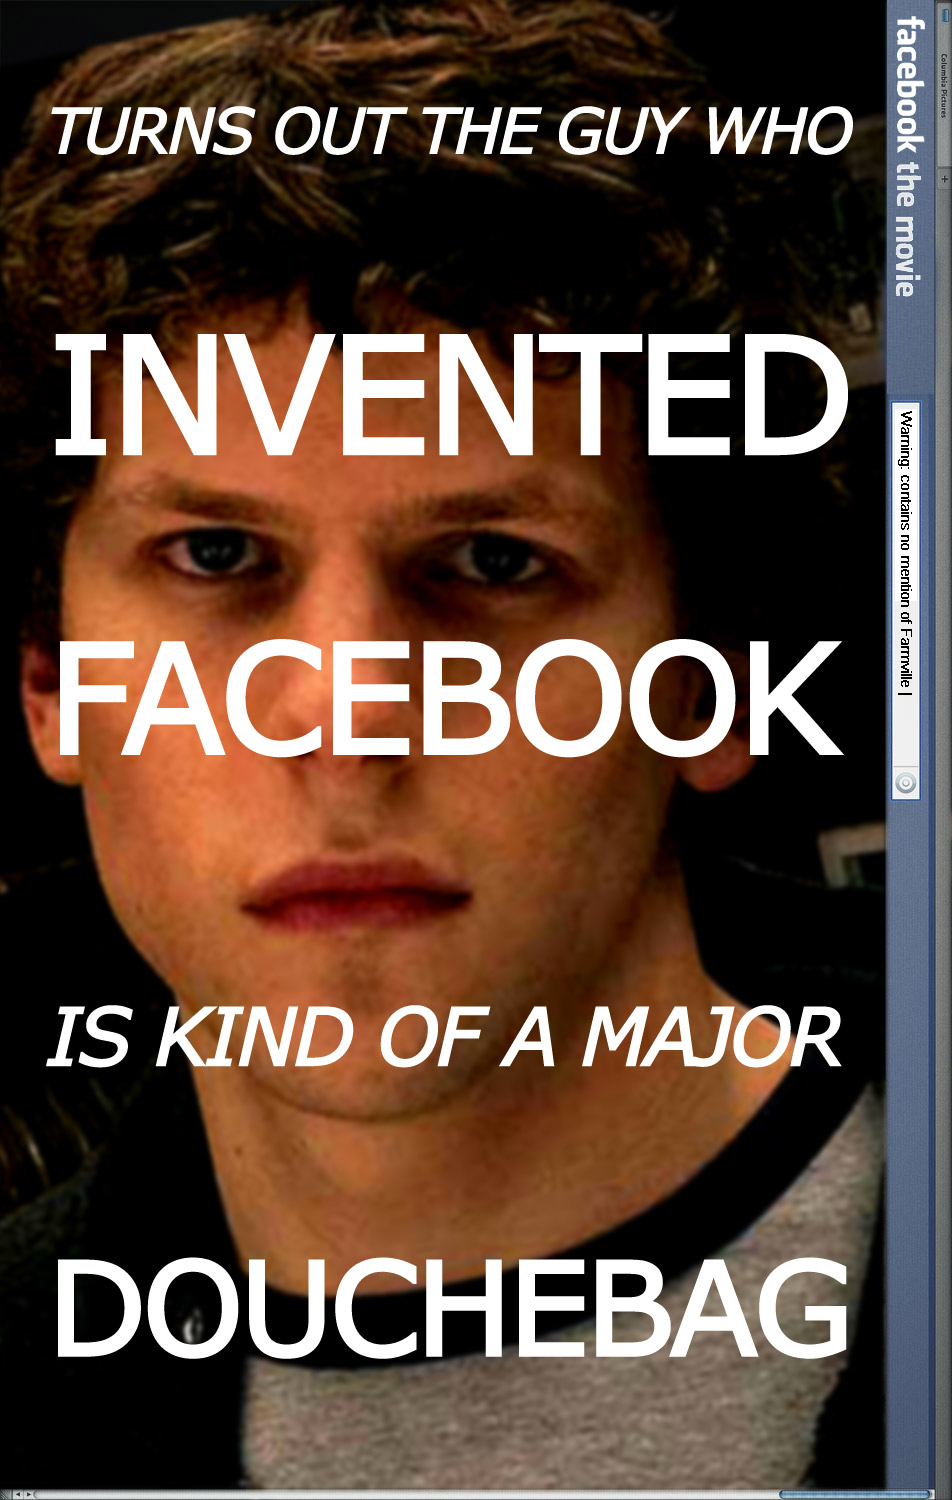 TURNS OUT THE GUY WHO
INVENTED
FACEBOOK
IS KIND OF A MAJOR
DOUCHEBAG
Columbia Pictures
facebook the movie
Warning: contains no mention of Farmville |